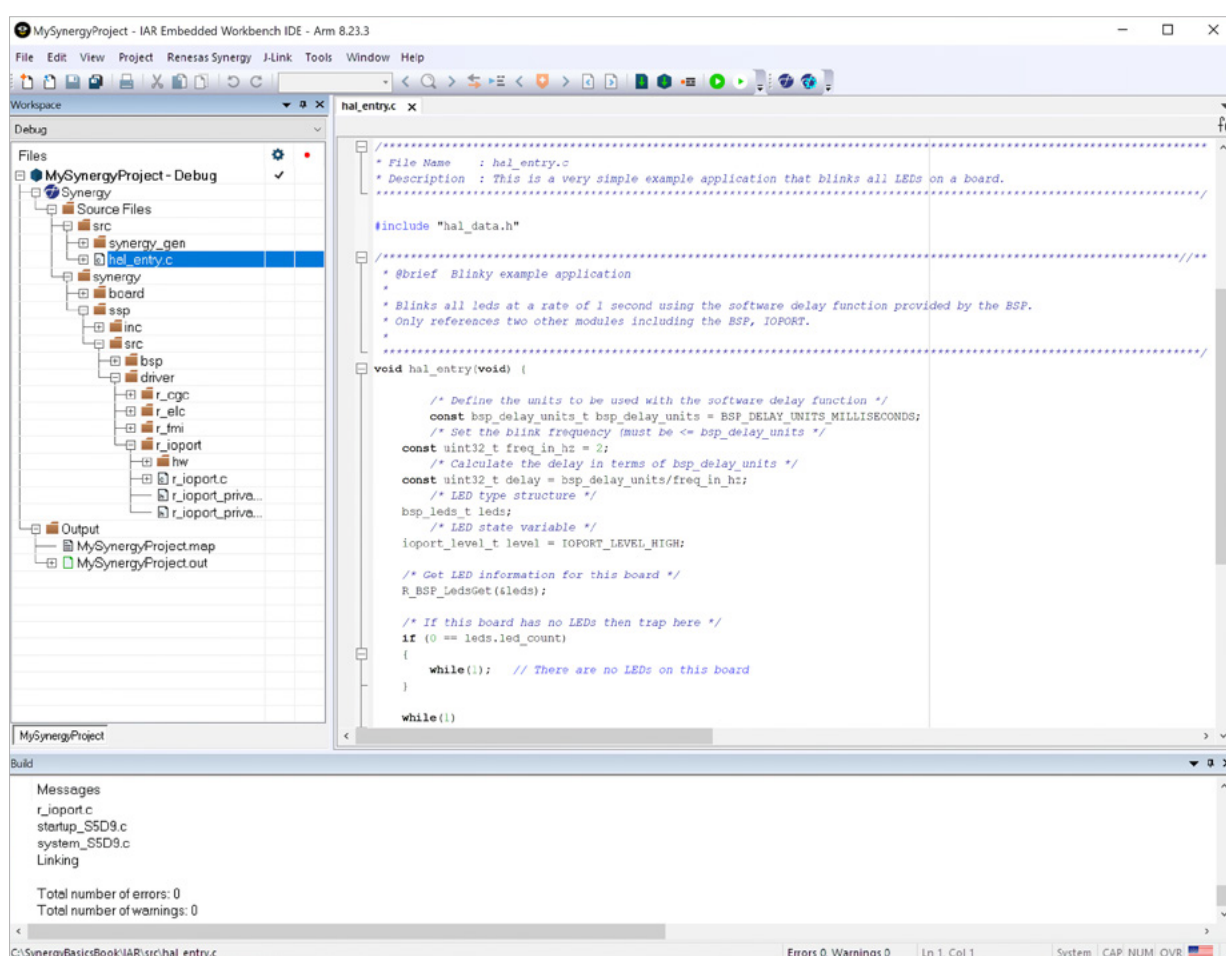 MySynergyProject - IAR Embedded Workbench IDE - Arm 8.23.3
File Edit View Project Renesas Synergy J-Link Tools Window Help
Workspace
hal_entry.c
Debug
Files
MySynergyProject - Debug
Synergy
Source Files
src
synergy_gen
hal_entry.c
synergy
board
ssp
inc
src
bsp
driver
r_cgc
r_elc
r_fmi
r_ioport
hw
r_ioport.c
r_ioport_priva...
r_ioport_priva...
Output
MySynergyProject.map
MySynergyProject.out
MySynergyProject
/***********************************************************************************************************************
* File Name    : hal_entry.c
* Description  : This is a very simple example application that blinks all LEDs on a board.
***********************************************************************************************************************/
#include "hal_data.h"
/*******************************************************************************************************************//**
* @brief  Blinky example application
*
* Blinks all leds at a rate of 1 second using the software delay function provided by the BSP.
* Only references two other modules including the BSP, IOPORT.
*
***********************************************************************************************************************/
void hal_entry(void) {
/* Define the units to be used with the software delay function */
const bsp_delay_units_t bsp_delay_units = BSP_DELAY_UNITS_MILLISECONDS;
/* Set the blink frequency (must be <= bsp_delay_units */
const uint32_t freq_in_hz = 2;
/* Calculate the delay in terms of bsp_delay_units */
const uint32_t delay = bsp_delay_units/freq_in_hz;
/* LED type structure */
bsp_leds_t leds;
/* LED state variable */
ioport_level_t level = IOPORT_LEVEL_HIGH;
/* Get LED information for this board */
R_BSP_LedsGet(&leds);
/* If this board has no LEDs then trap here */
if (0 == leds.led_count)
{
while(1);   // There are no LEDs on this board
}
while(1)
Build
Messages
r_ioport.c
startup_S5D9.c
system_S5D9.c
Linking
Total number of errors: 0
Total number of warnings: 0
C:\SynergyBasicsBook\IAR\src\hal_entry.c
Errors 0, Warnings 0
Ln 1, Col 1
System CAP NUM OVR